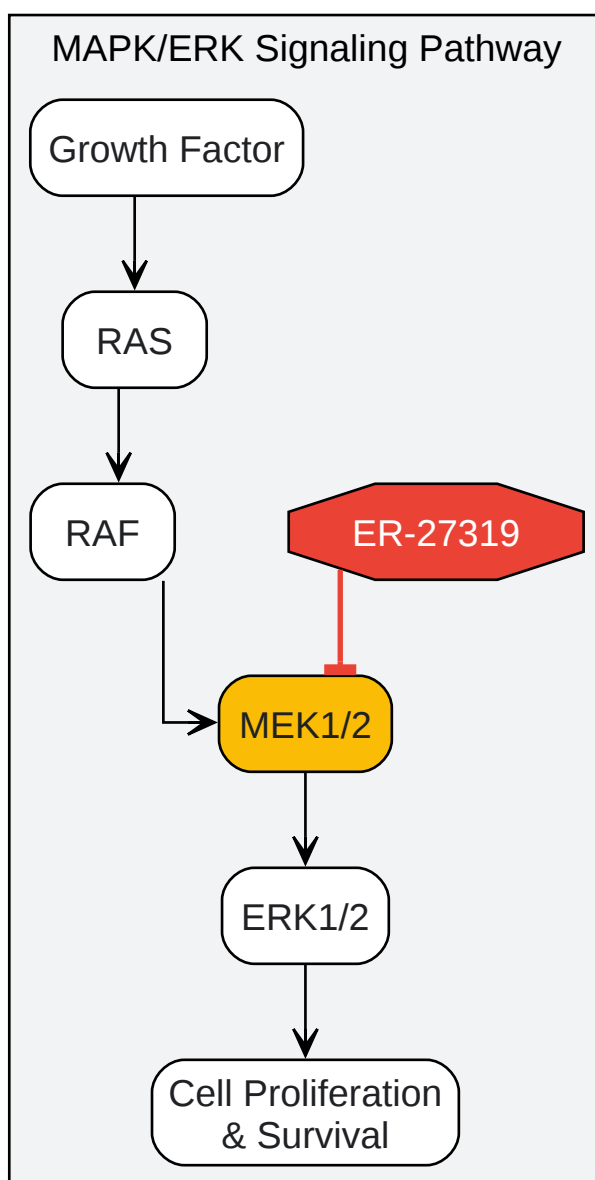 MAPK/ERK Signaling Pathway
Growth Factor
RAS
RAF
ER-27319
MEK1/2
ERK1/2
Cell Proliferation
& Survival